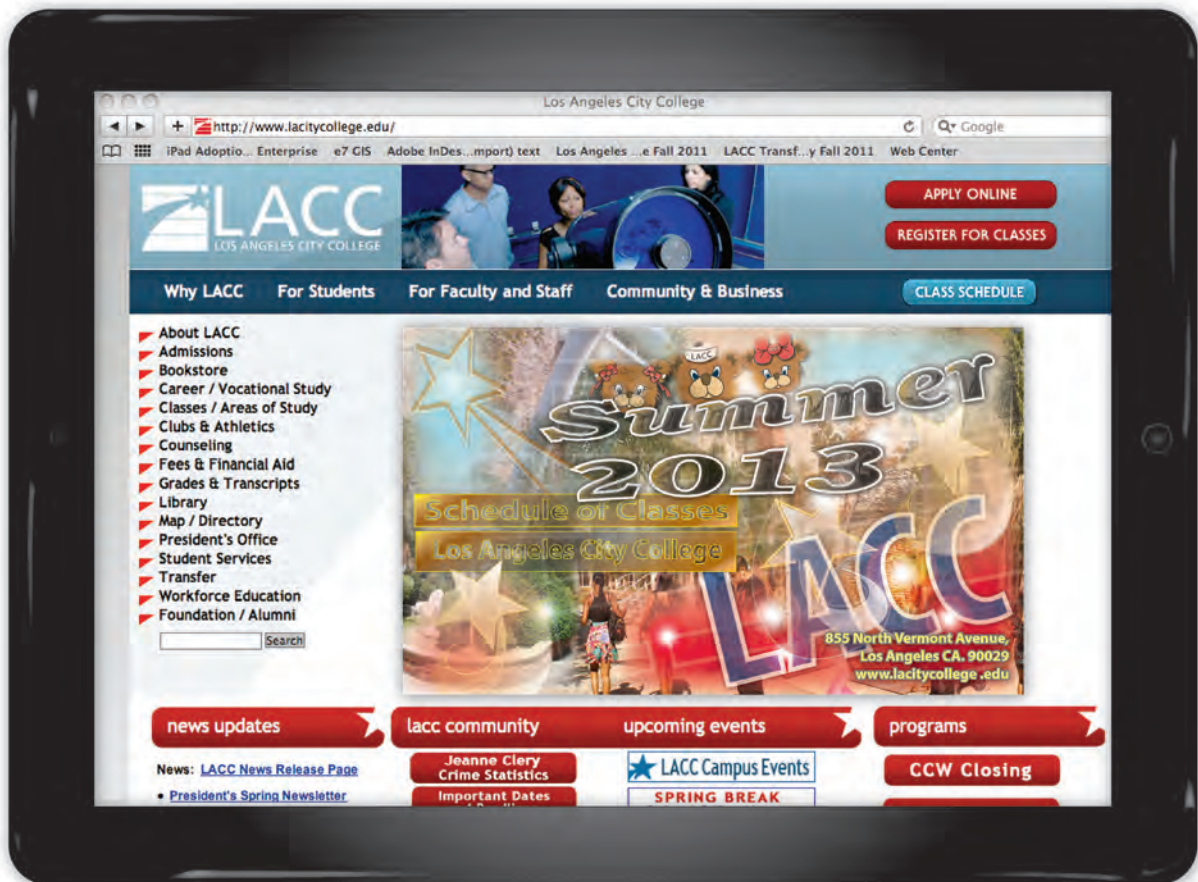 Los Angeles City College
http://www.lacitycollege.edu/
Google
iPad Adoptio... Enterprise e7 GIS Adobe InDes...mport) text Los Angeles ...e Fall 2011 LACC Transf...y Fall 2011 Web Center
LACC
LOS ANGELES CITY COLLEGE
APPLY ONLINE
REGISTER FOR CLASSES
Why LACC For Students For Faculty and Staff Community & Business
CLASS SCHEDULE
About LACC
Admissions
Bookstore
Career / Vocational Study
Classes / Areas of Study
Clubs & Athletics
Counseling
Fees & Financial Aid
Grades & Transcripts
Library
Map / Directory
President's Office
Student Services
Transfer
Workforce Education
Foundation / Alumni
Search
LACC
Summer
2013
Schedule of Classes
Los Angeles City College
LACC
855 North Vermont Avenue,
Los Angeles CA. 90029
www.lacitycollege .edu
news updates
News: LACC News Release Page
• President's Spring Newsletter
lacc community
Jeanne Clery
Crime Statistics
Important Dates
upcoming events
LACC Campus Events
SPRING BREAK
programs
CCW Closing